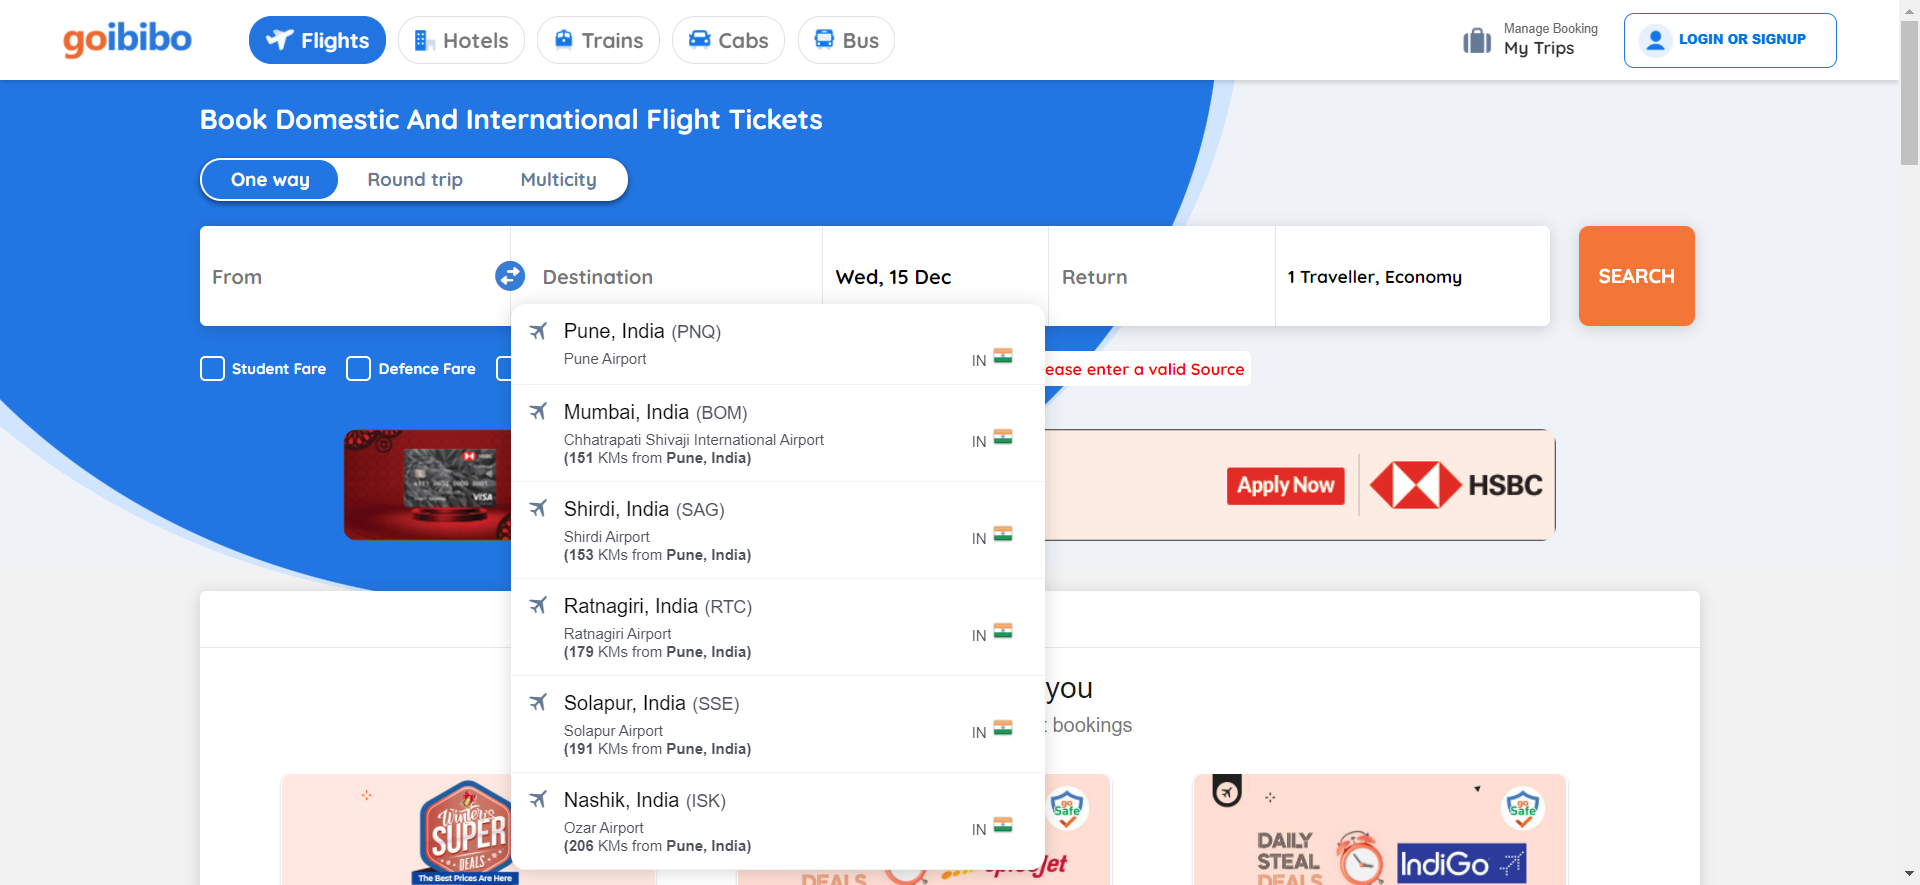 goibibo
Flights
Hotels
Trains
Cabs
Bus
Manage Booking
My Trips
LOGIN OR SIGNUP
Book Domestic And International Flight Tickets
One way
Round trip
Multicity
From
Destination
Wed, 15 Dec
Return
1 Traveller, Economy
SEARCH
Student Fare
Defence Fare
ease enter a valid Source
Pune, India (PNQ)
Pune Airport
IN
Mumbai, India (BOM)
Chhatrapati Shivaji International Airport
(151 KMs from Pune, India)
IN
Shirdi, India (SAG)
Shirdi Airport
(153 KMs from Pune, India)
IN
Ratnagiri, India (RTC)
Ratnagiri Airport
(179 KMs from Pune, India)
IN
Solapur, India (SSE)
Solapur Airport
(191 KMs from Pune, India)
IN
Nashik, India (ISK)
Ozar Airport
(206 KMs from Pune, India)
IN
HSBC
VISA
Apply Now
HSBC
you
bookings
Winters
SUPER
DEALS
The Best Prices Are Here
go
Safe
DEALS
go
Safe
DAILY
STEAL
DEALS
IndiGo